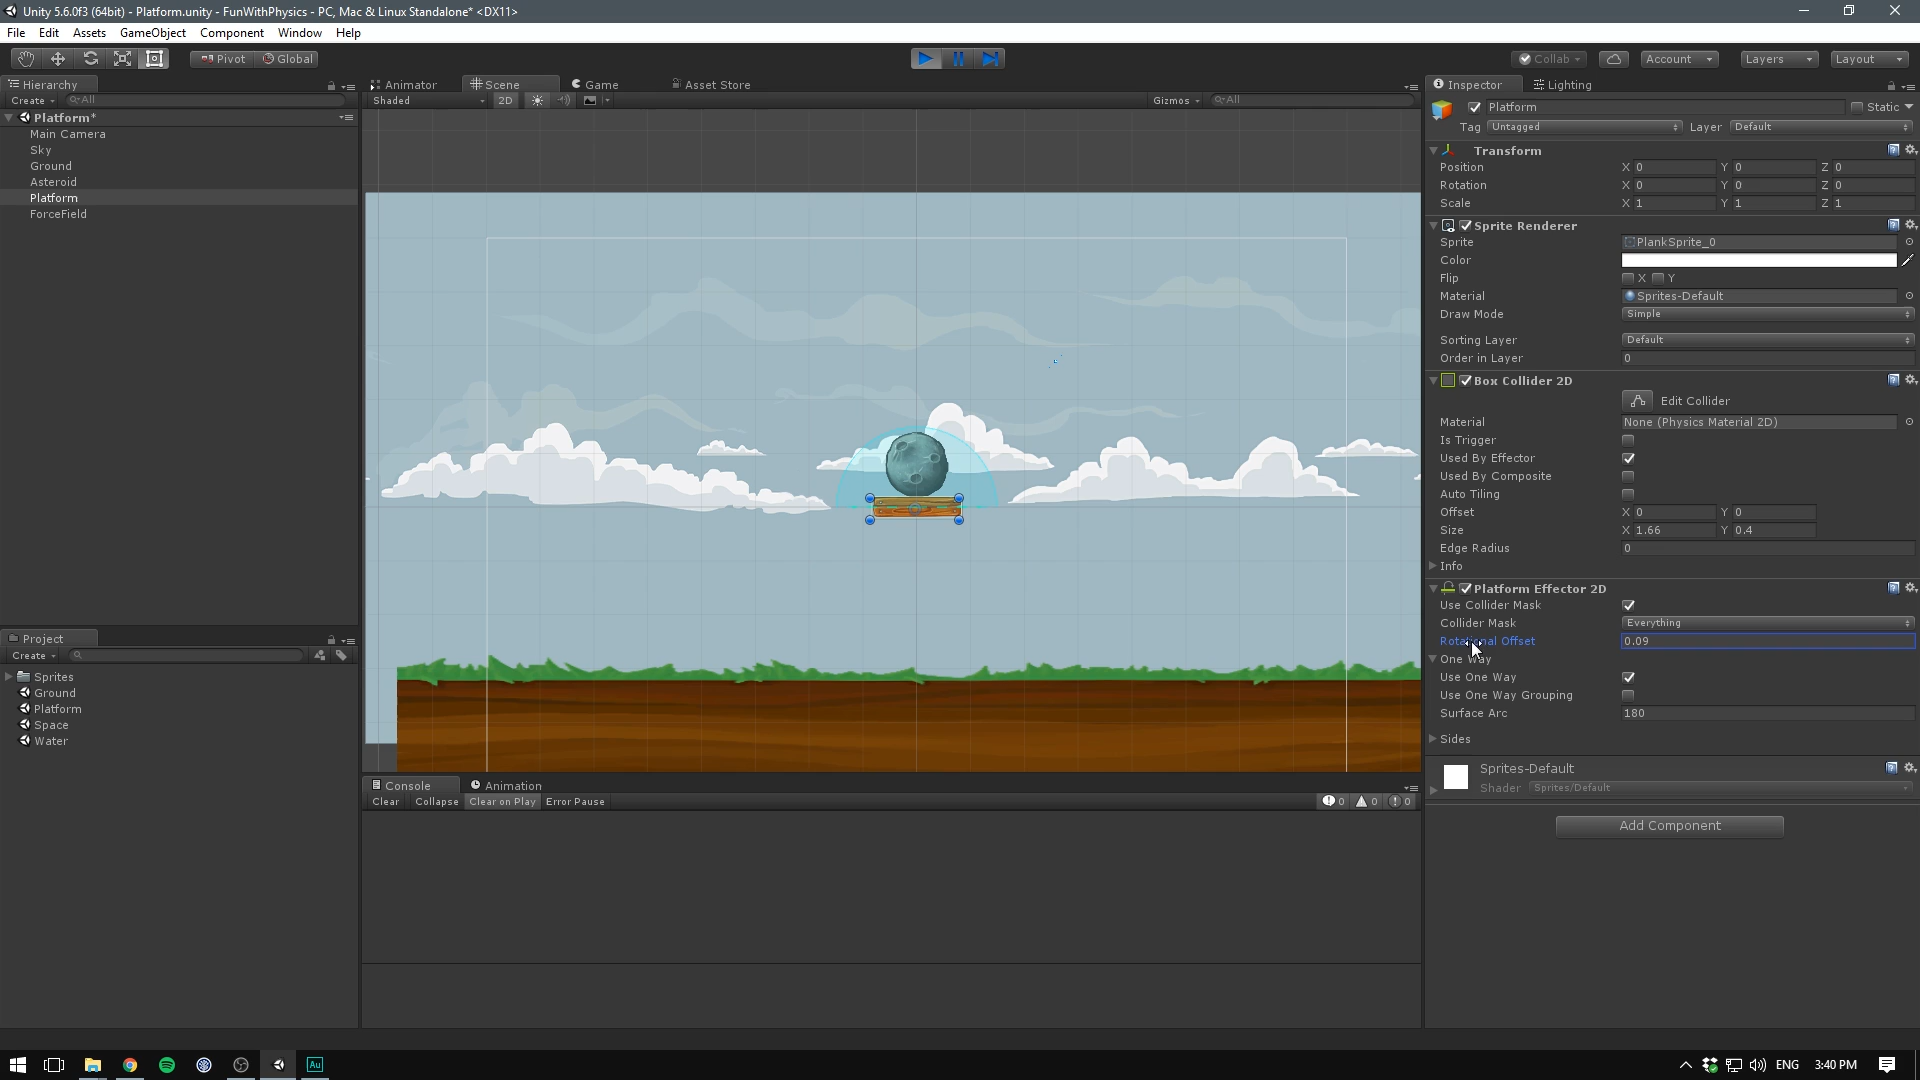 Unity 5.6.0f3 (64bit) - Platform.unity - FunWithPhysics - PC, Mac & Linux Standalone* <DX11>
File Edit Assets GameObject Component Window Help
Pivot Global Collab Account Layers Layout
Hierarchy
Create All
Platform*
Main Camera
Sky
Ground
Asteroid
Platform
ForceField
Animator Scene Game Asset Store
Shaded 2D Gizmos All
Project
Create
Sprites
Ground
Platform
Space
Water
Console Animation
Clear Collapse Clear on Play Error Pause 0 0 0
Inspector Lighting
Platform Static
Tag Untagged Layer Default
Transform
Position X 0 Y 0 Z 0
Rotation X 0 Y 0 Z 0
Scale X 1 Y 1 Z 1
Sprite Renderer
Sprite PlankSprite_0
Color
Flip X Y
Material Sprites-Default
Draw Mode Simple
Sorting Layer Default
Order in Layer 0
Box Collider 2D
Edit Collider
Material None (Physics Material 2D)
Is Trigger
Used By Effector
Used By Composite
Auto Tiling
Offset X 0 Y 0
Size X 1.66 Y 0.4
Edge Radius 0
Info
Platform Effector 2D
Use Collider Mask
Collider Mask Everything
Rotational Offset 0.09
One Way
Use One Way
Use One Way Grouping
Surface Arc 180
Sides
Sprites-Default
Shader Sprites/Default
Add Component
Au ENG 3:40 PM